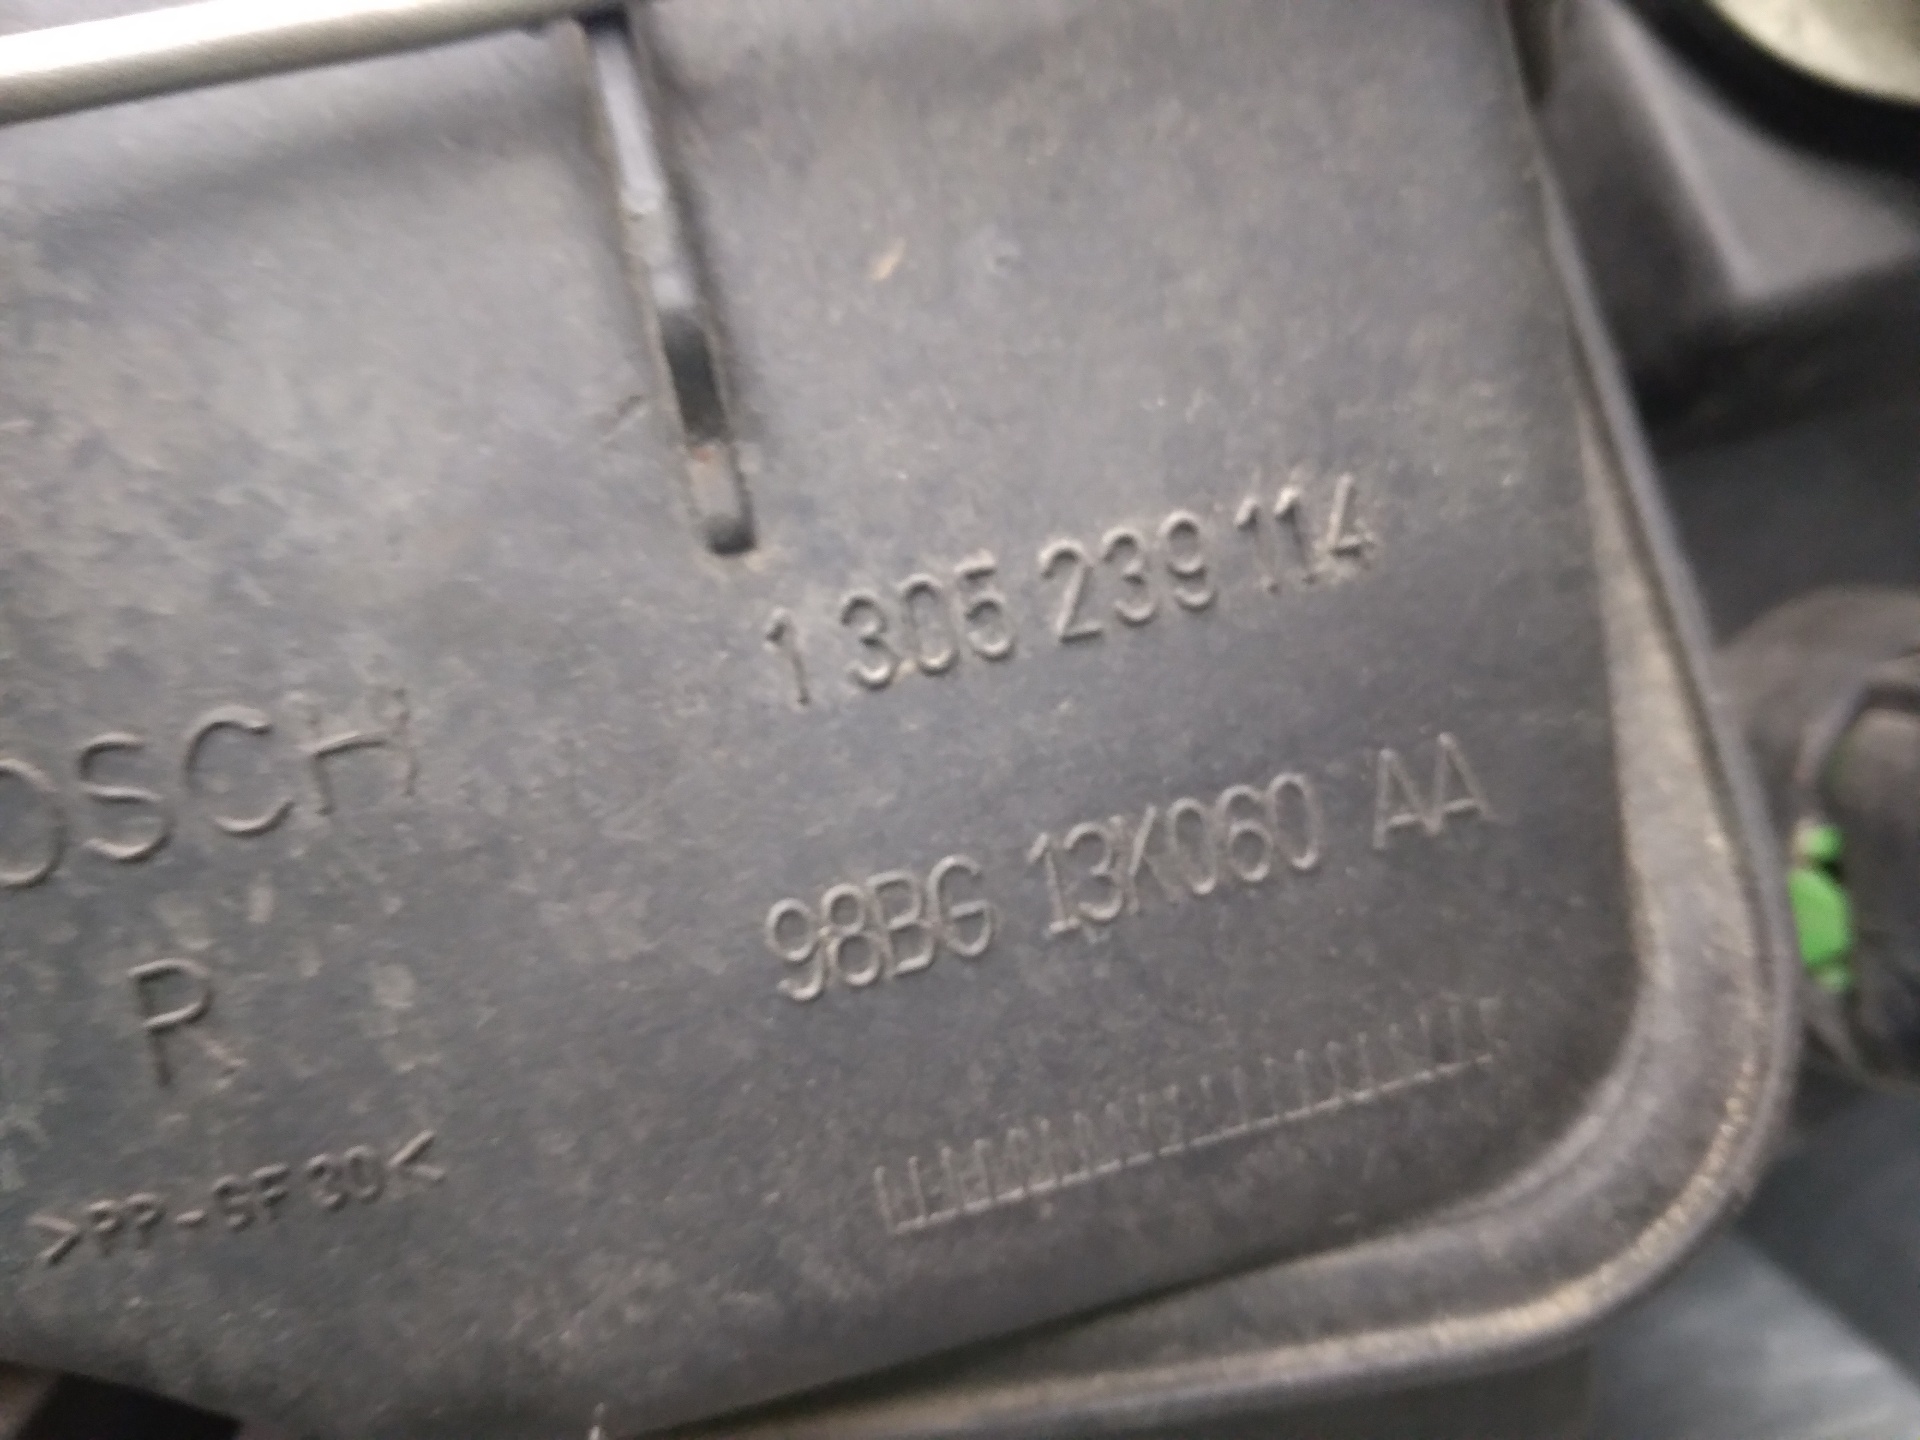 1 305 239 114
OSCH
98BG 13K060 AA
R
>PP-GF30<